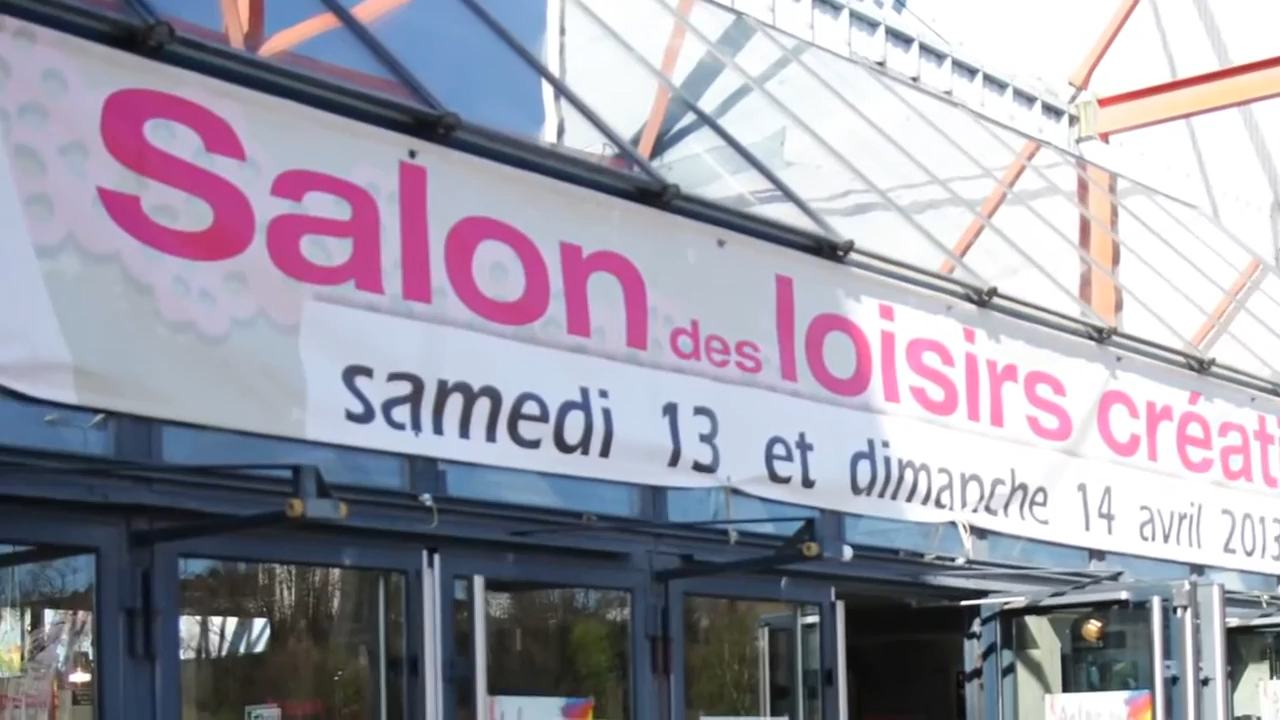 Salon des loisirs créati
samedi 13 et dimanche 14 avril 2013